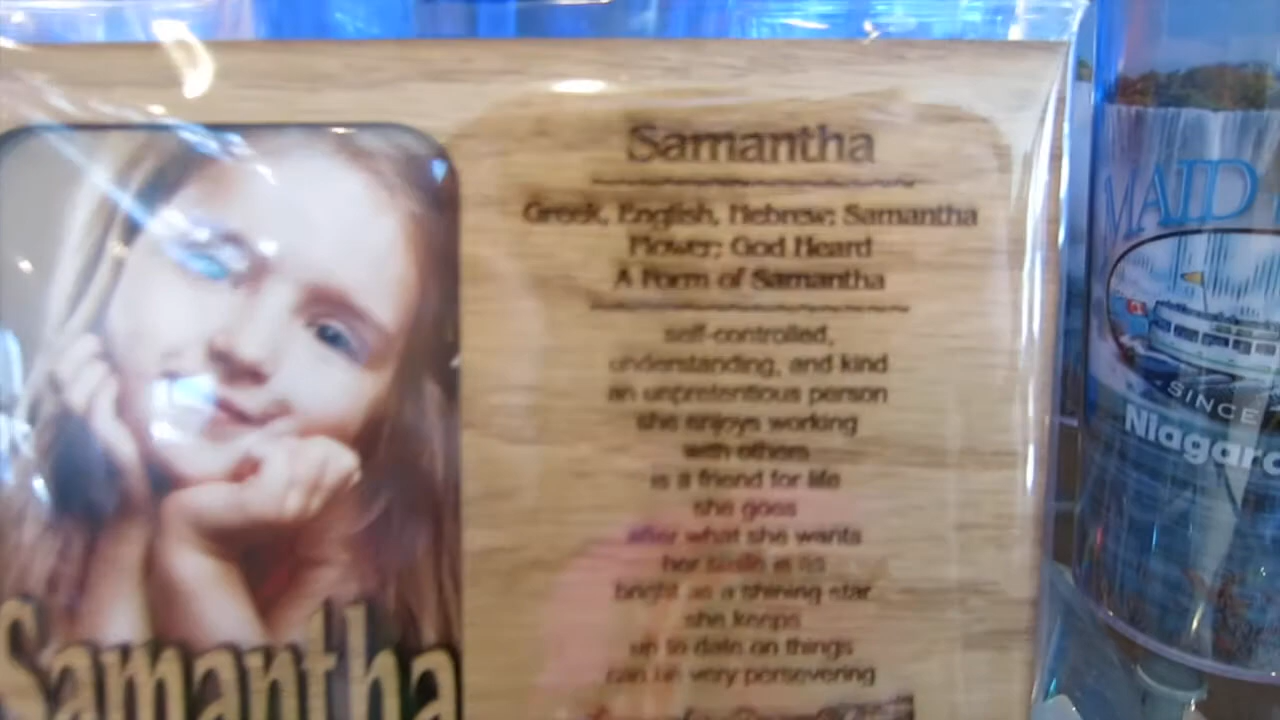 Samantha
Greek, English, Hebrew; Samantha
Flower; God Heard
A Form of Samantha
self-controlled,
understanding, and kind
an unpretentious person
she enjoys working
with others
is a friend for life
she goes
after what she wants
her smile is as
bright as a shining star
she keeps
up to date on things
can be very persevering
Samantha
MAID
SINCE
Niagara